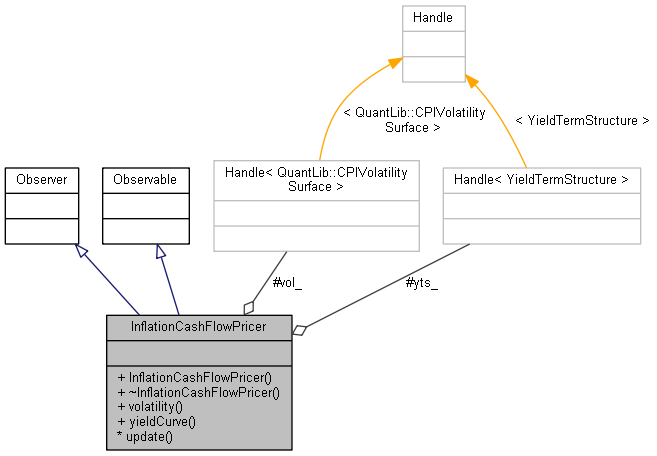 Handle
< QuantLib::CPIVolatility
Surface >
< YieldTermStructure >
Observer
Observable
Handle< QuantLib::CPIVolatility
Surface >
Handle< YieldTermStructure >
#vol_
#yts_
InflationCashFlowPricer
+ InflationCashFlowPricer()
+ ~InflationCashFlowPricer()
+ volatility()
+ yieldCurve()
* update()